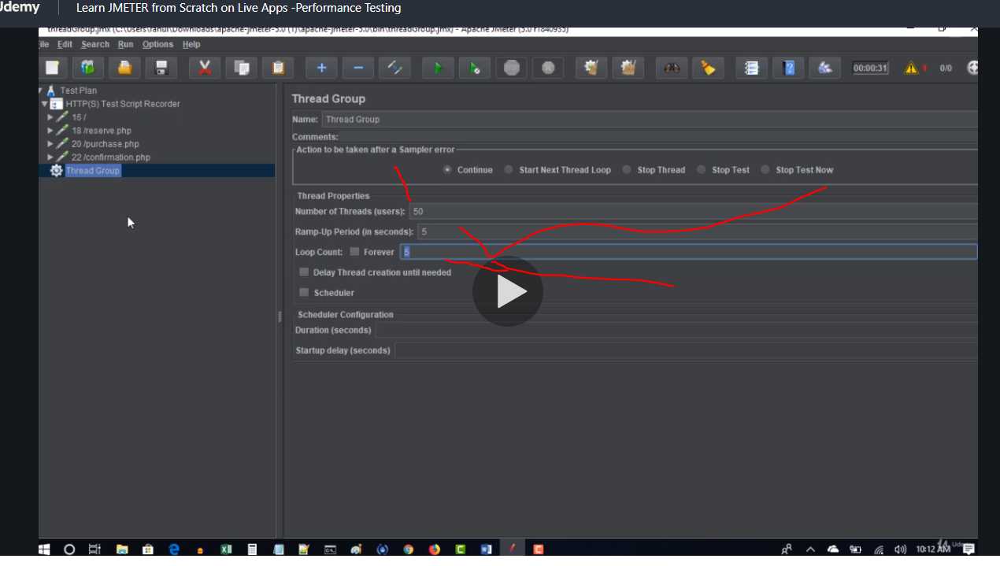 Udemy Learn JMETER from Scratch on Live Apps -Performance Testing
threadGroup.jmx (C:\Users\rahul\Downloads\apache-jmeter-5.0 (1)\apache-jmeter-5.0\bin\threadGroup.jmx) - Apache JMeter (5.0 r1840935)
File Edit Search Run Options Help
00:00:31 1 0/0
Test Plan
HTTP(S) Test Script Recorder
16 /
18 /reserve.php
20 /purchase.php
22 /confirmation.php
Thread Group
Thread Group
Name: Thread Group
Comments:
Action to be taken after a Sampler error
Continue Start Next Thread Loop Stop Thread Stop Test Stop Test Now
Thread Properties
Number of Threads (users): 50
Ramp-Up Period (in seconds): 5
Loop Count: Forever 5
Delay Thread creation until needed
Scheduler
Scheduler Configuration
Duration (seconds)
Startup delay (seconds)
10:12 AM